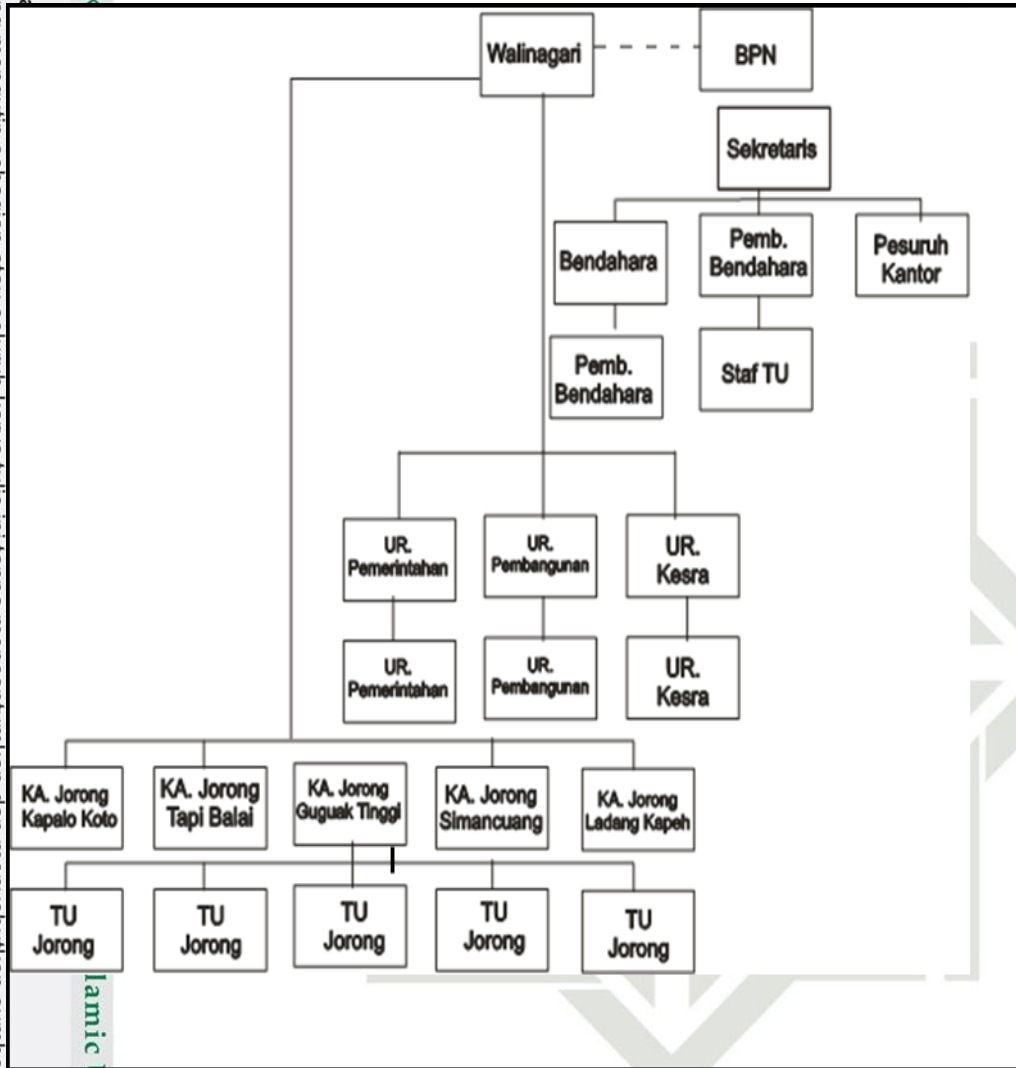 Walinagari
BPN
Sekretaris
Bendahara
Pemb.
Bendahara
Pesuruh
Kantor
Pemb.
Bendahara
Staf TU
UR.
Pemerintahan
UR.
Pembangunan
UR.
Kesra
UR.
Pemerintahan
UR.
Pembangunan
UR.
Kesra
KA. Jorong
Kapalo Koto
KA. Jorong
Tapi Balai
KA. Jorong
Guguak Tinggi
KA. Jorong
Simancuang
KA. Jorong
Ladang Kapeh
TU
Jorong
TU
Jorong
TU
Jorong
TU
Jorong
TU
Jorong
lamic